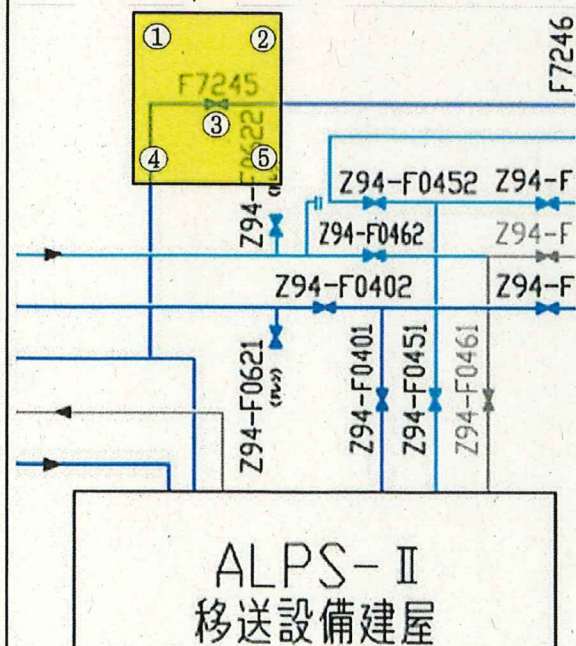 ① ②
F7245
③
④ ⑤
F7246
Z94-F0622
Z94-F0452 Z94-F
Z94-F0462 Z94-F
Z94-F0402 Z94-F
Z94-F0621
Z94-F0401
Z94-F0451
Z94-F0461
ALPS-Ⅱ
移送設備建屋